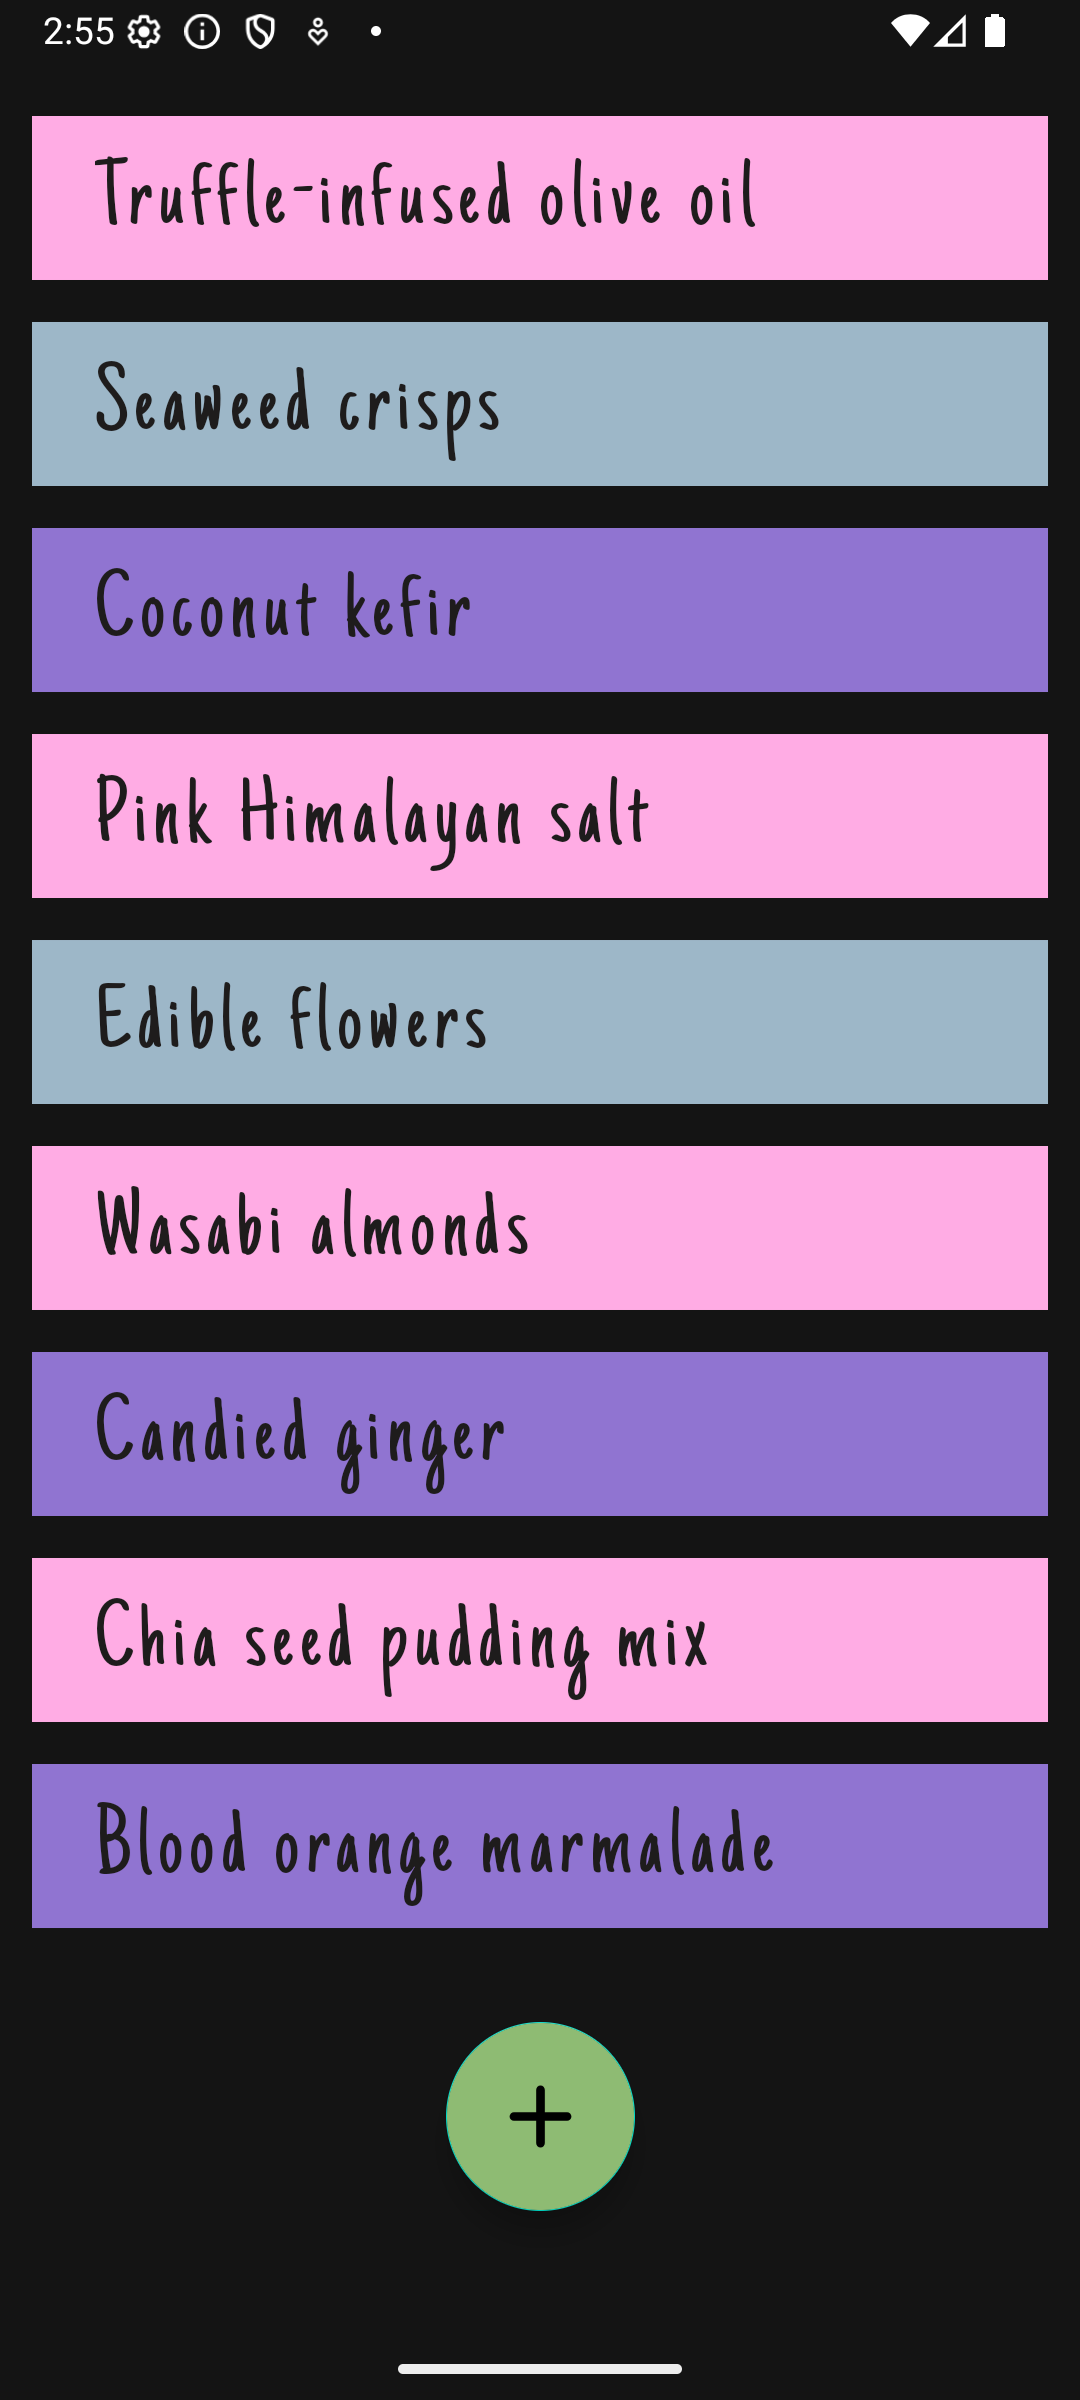 2:55
Truffle-infused olive oil
Seaweed crisps
Coconut kefir
Pink Himalayan salt
Edible flowers
Wasabi almonds
Candied ginger
Chia seed pudding mix
Blood orange marmalade